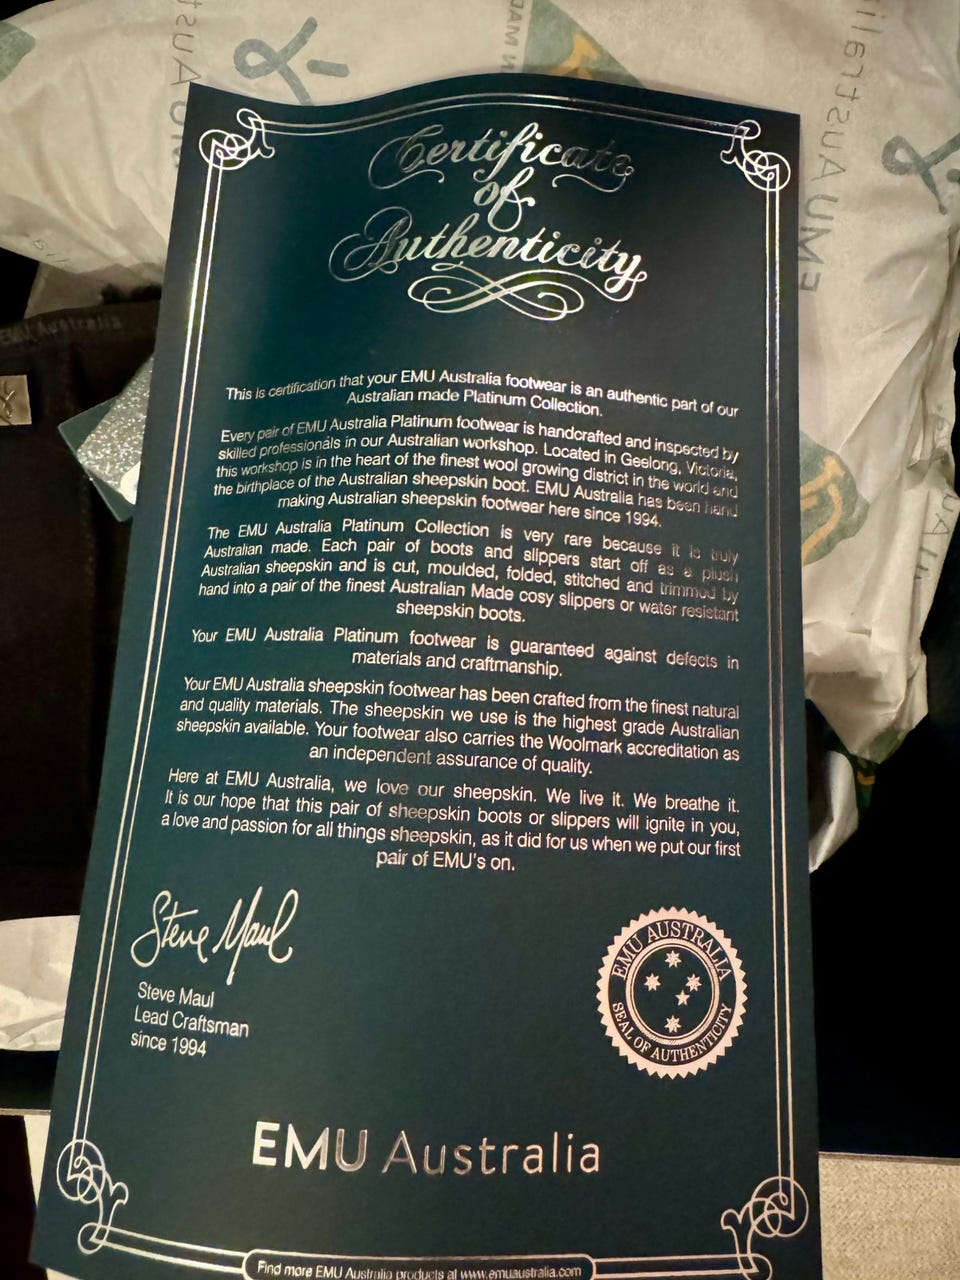 Certificate
of
Authenticity
This is certification that your EMU Australia footwear is an authentic part of our
Australian made Platinum Collection.
Every pair of EMU Australia Platinum footwear is handcrafted and inspected by
skilled professionals in our Australian workshop. Located in Geelong, Victoria,
this workshop is in the heart of the finest wool growing district in the world and
the birthplace of the Australian sheepskin boot. EMU Australia has been hand
making Australian sheepskin footwear here since 1994.
The EMU Australia Platinum Collection is very rare because it is truly
Australian made. Each pair of boots and slippers start off as a plush
Australian sheepskin and is cut, moulded, folded, stitched and trimmed by
hand into a pair of the finest Australian Made cosy slippers or water resistant
sheepskin boots.
Your EMU Australia Platinum footwear is guaranteed against defects in
materials and craftmanship.
Your EMU Australia sheepskin footwear has been crafted from the finest natural
and quality materials. The sheepskin we use is the highest grade Australian
sheepskin available. Your footwear also carries the Woolmark accreditation as
an independent assurance of quality.
Here at EMU Australia, we love our sheepskin. We live it. We breathe it.
It is our hope that this pair of sheepskin boots or slippers will ignite in you,
a love and passion for all things sheepskin, as it did for us when we put our first
pair of EMU's on.
Steve Maul
Steve Maul
Lead Craftsman
since 1994
EMU AUSTRALIA
SEAL OF AUTHENTICITY
EMU Australia
Find more EMU Australia products at www.emuaustralia.com
EMU Australia